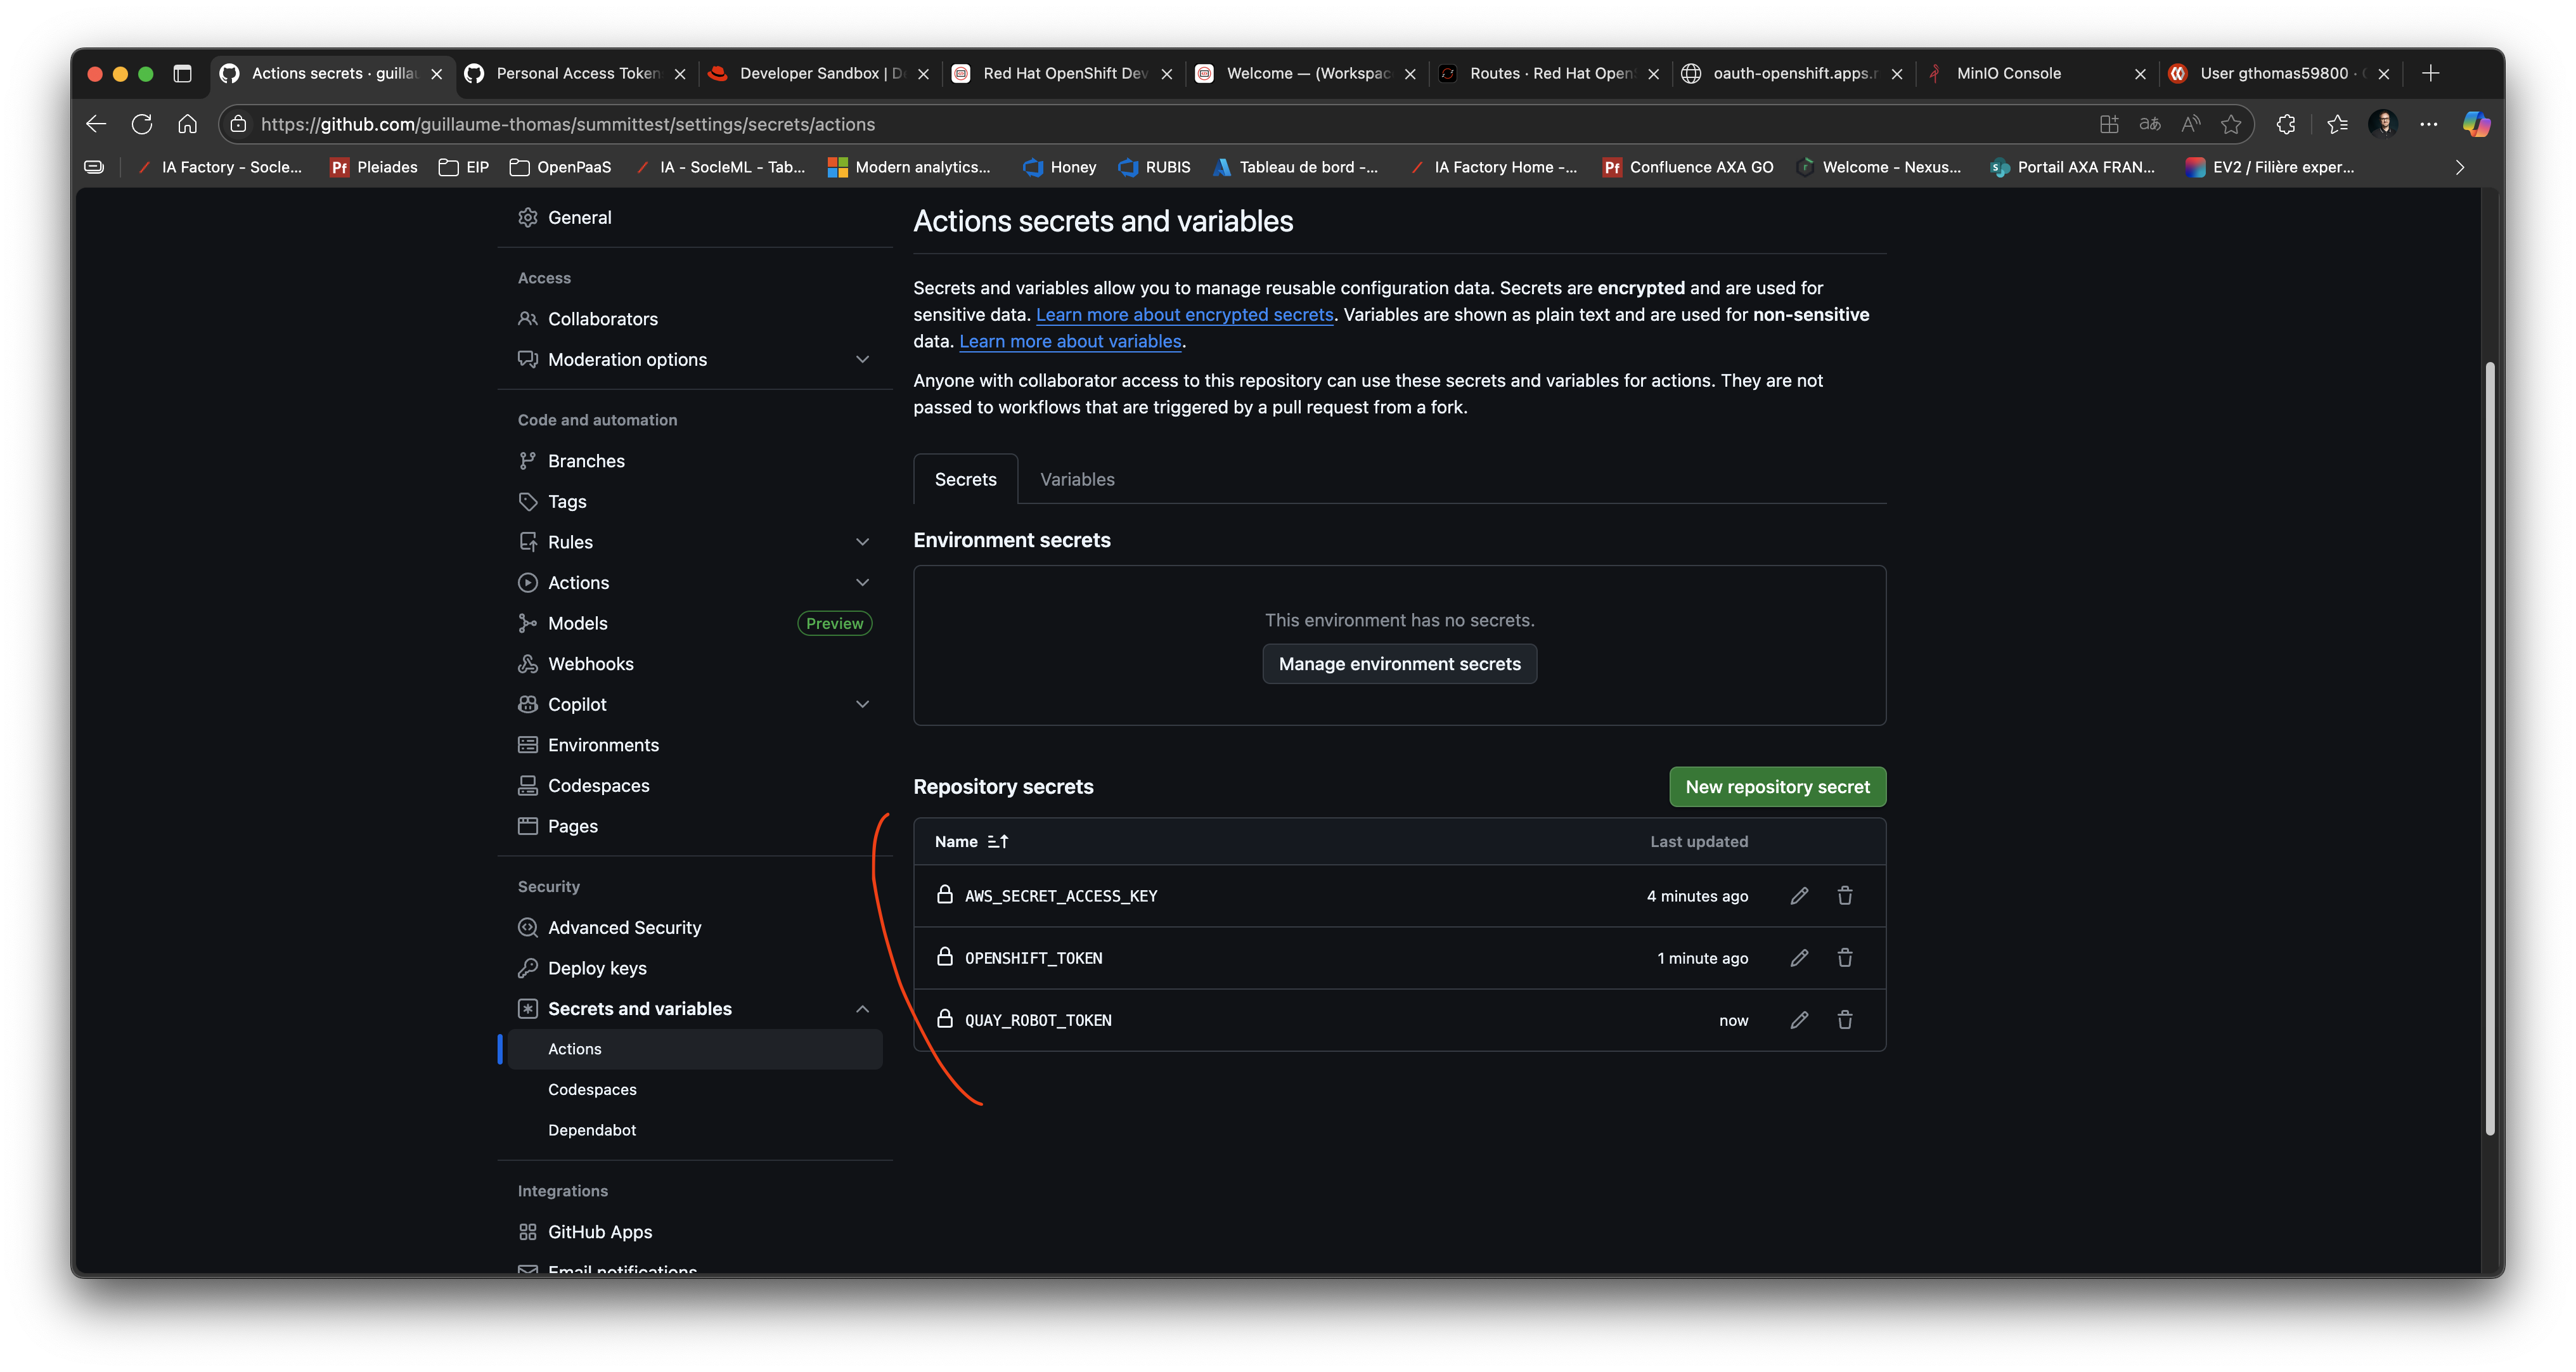 Actions secrets · guillau
Personal Access Token
Developer Sandbox | De
Red Hat OpenShift Dev
Welcome — (Workspac
Routes · Red Hat Open
oauth-openshift.apps.r
MinIO Console
User gthomas59800 ·
https://github.com/guillaume-thomas/summittest/settings/secrets/actions
IA Factory - Socle...
Pleiades
EIP
OpenPaaS
IA - SocleML - Tab...
Modern analytics...
Honey
RUBIS
Tableau de bord -...
IA Factory Home -...
Confluence AXA GO
Welcome - Nexus...
Portail AXA FRAN...
EV2 / Filière exper...
General
Access
Collaborators
Moderation options
Code and automation
Branches
Tags
Rules
Actions
Models
Preview
Webhooks
Copilot
Environments
Codespaces
Pages
Security
Advanced Security
Deploy keys
Secrets and variables
Actions
Codespaces
Dependabot
Integrations
GitHub Apps
Email notifications
Actions secrets and variables
Secrets and variables allow you to manage reusable configuration data. Secrets are encrypted and are used for
sensitive data. Learn more about encrypted secrets. Variables are shown as plain text and are used for non-sensitive
data. Learn more about variables.
Anyone with collaborator access to this repository can use these secrets and variables for actions. They are not
passed to workflows that are triggered by a pull request from a fork.
Secrets
Variables
Environment secrets
This environment has no secrets.
Manage environment secrets
Repository secrets
New repository secret
Name
Last updated
AWS_SECRET_ACCESS_KEY
4 minutes ago
OPENSHIFT_TOKEN
1 minute ago
QUAY_ROBOT_TOKEN
now